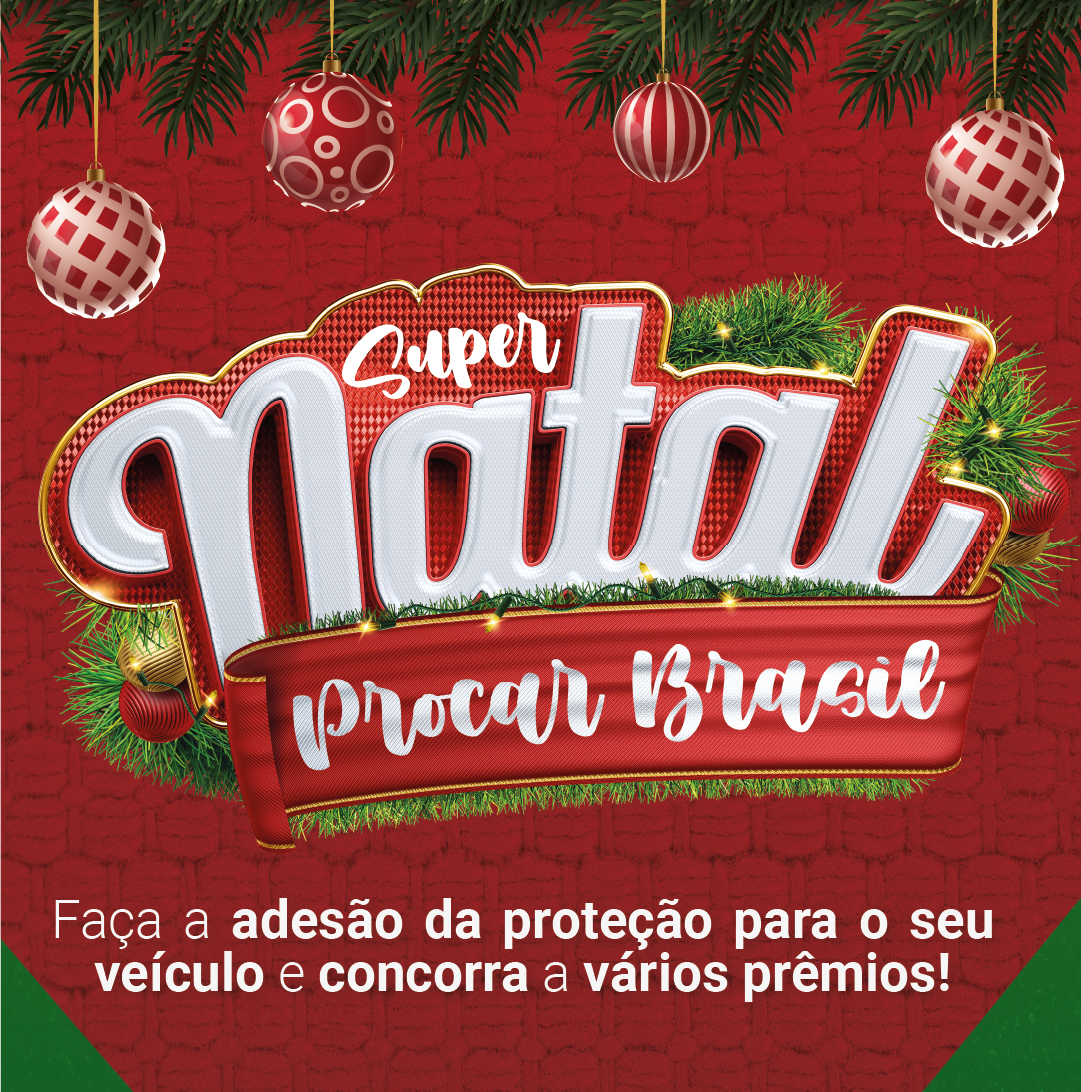 Super
Natal
Procar Brasil
Faça a adesão da proteção para o seu
veículo e concorra a vários prêmios!